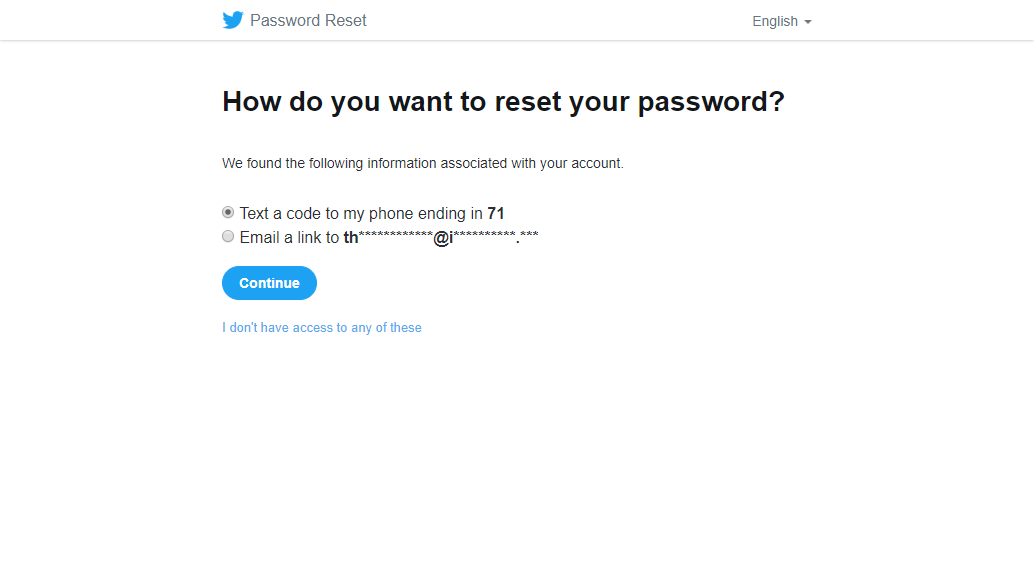 Password Reset
English
How do you want to reset your password?
We found the following information associated with your account.
Text a code to my phone ending in 71
Email a link to th************@i**********.***
Continue
I don't have access to any of these